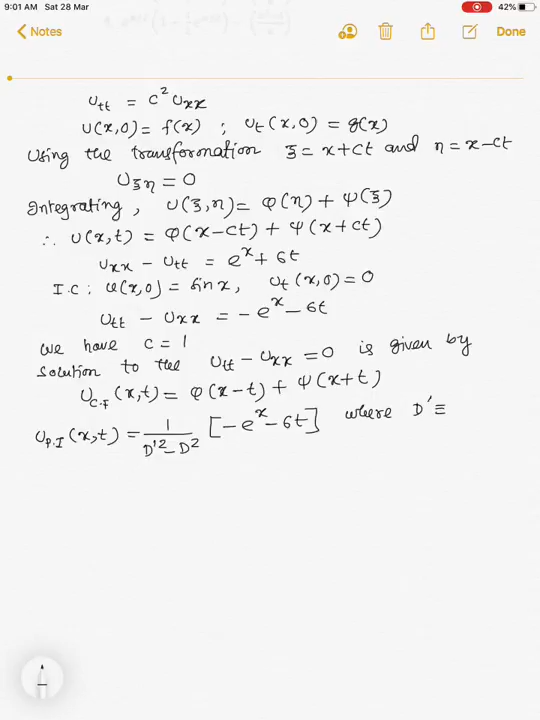 9:01 AM Sat 28 Mar
42%
Notes
Done
u_tt = c² u_xx
u(x,0) = f(x) ; u_t(x,0) = g(x)
Using the transformation ξ = x+ct and η = x-ct
u_ξη = 0
Integrating, u(ξ,η) = φ(η) + ψ(ξ)
∴ u(x,t) = φ(x-ct) + ψ(x+ct)
u_xx - u_tt = e^x + 6t
I.C: u(x,0) = sin x, u_t(x,0) = 0
u_tt - u_xx = -e^x - 6t
We have c = 1
solution to the u_tt - u_xx = 0 is given by
u_C.F(x,t) = φ(x-t) + ψ(x+t)
u_P.I(x,t) = 1/(D'² - D²) [-e^x - 6t] where D' ≡